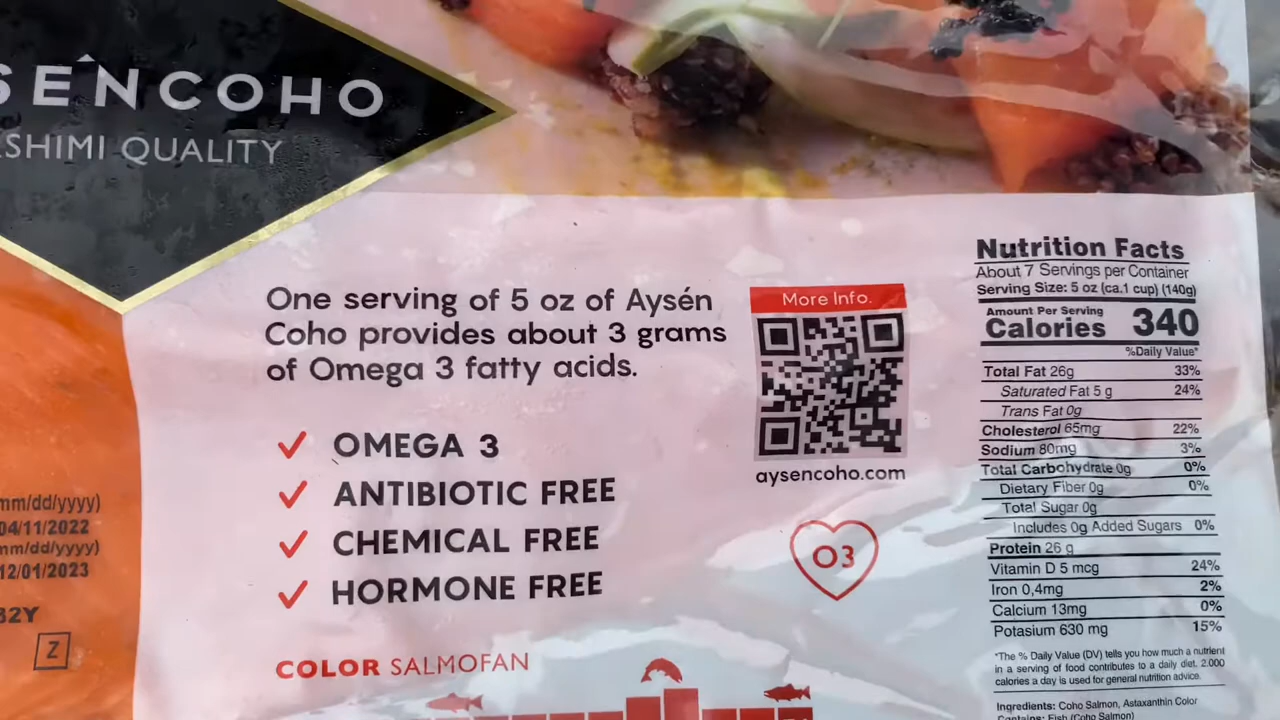 SENCOHO
SHIMI QUALITY
One serving of 5 oz of Aysén
Coho provides about 3 grams
of Omega 3 fatty acids.
OMEGA 3
ANTIBIOTIC FREE
CHEMICAL FREE
HORMONE FREE
COLOR SALMOFAN
mm/dd/yyyy)
04/11/2022
mm/dd/yyyy)
12/01/2023
32Y
Z
More Info.
aysencoho.com
O3
Nutrition Facts
About 7 Servings per Container
Serving Size: 5 oz (ca.1 cup) (140g)
Amount Per Serving
Calories 340
%Daily Value*
Total Fat 26g 33%
Saturated Fat 5 g 24%
Trans Fat 0g
Cholesterol 65mg 22%
Sodium 80mg 3%
Total Carbohydrate 0g 0%
Dietary Fiber 0g 0%
Total Sugar 0g
Includes 0g Added Sugars 0%
Protein 26 g
Vitamin D 5 mcg 24%
Iron 0,4mg 2%
Calcium 13mg 0%
Potasium 630 mg 15%
*The % Daily Value (DV) tells you how much a nutrient
in a serving of food contributes to a daily diet. 2.000
calories a day is used for general nutrition advice.
Ingredients: Coho Salmon, Astaxanthin Color
Contains: Fish (Coho Salmon)